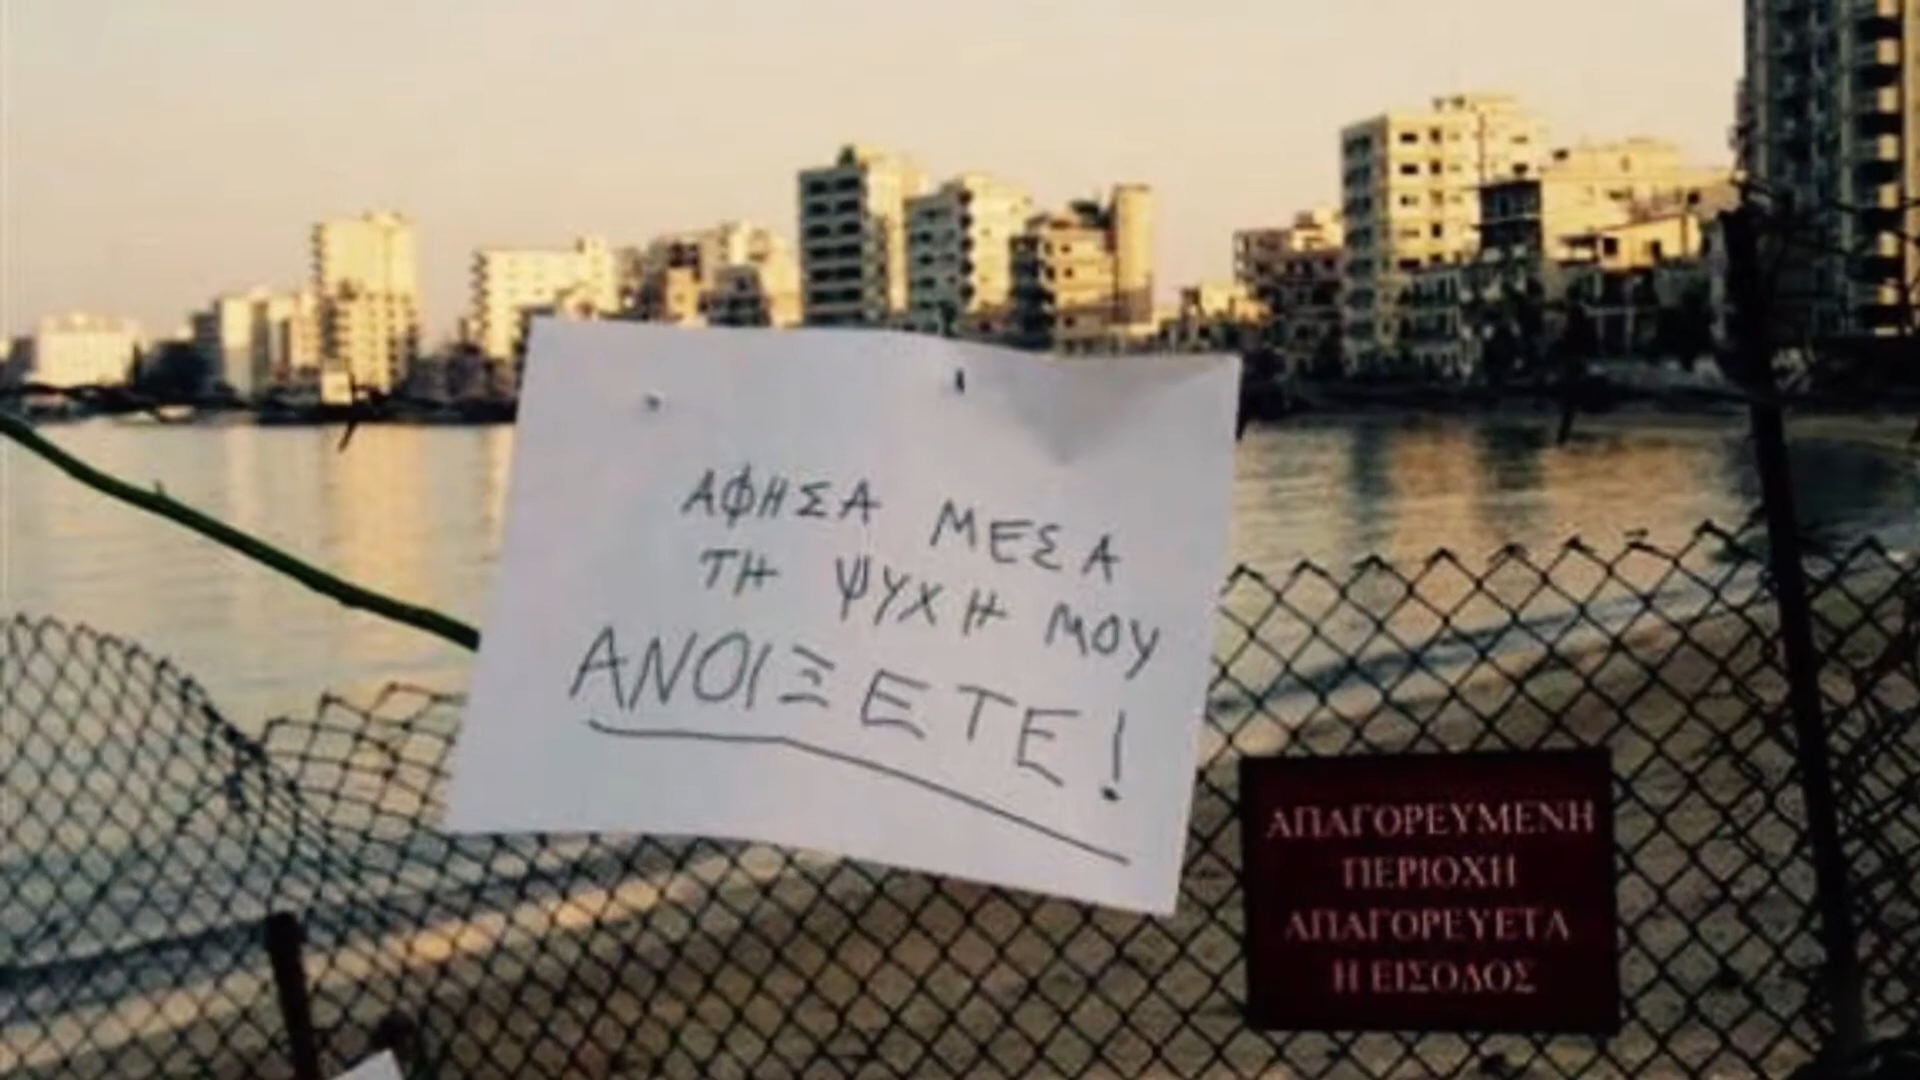 ΑΦΗΣΑ ΜΕΣΑ
ΤΗ ΨΥΧΗ ΜΟΥ
ΑΝΟΙΞΕΤΕ!
ΑΠΑΓΟΡΕΥΜΕΝΗ
ΠΕΡΙΟΧΗ
ΑΠΑΓΟΡΕΥΕΤΑ
Η ΕΙΣΟΔΟΣ